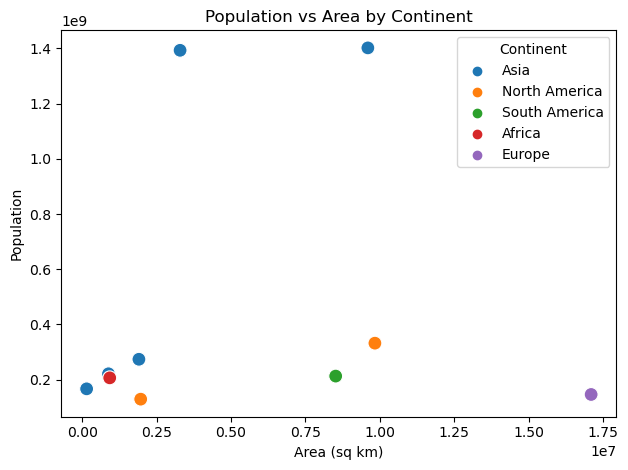 Population vs Area by Continent
1e9
1.4
1.2
1.0
0.8
0.6
0.4
0.2
Population
Continent
Asia
North America
South America
Africa
Europe
0.00 0.25 0.50 0.75 1.00 1.25 1.50 1.75
1e7
Area (sq km)